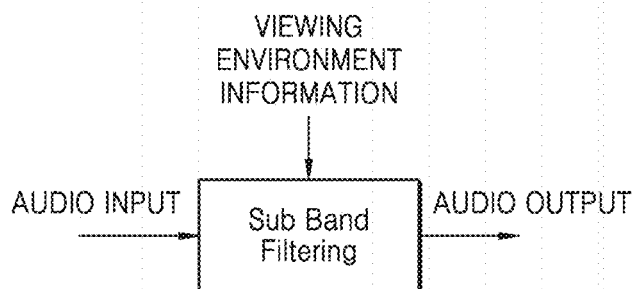 VIEWING
ENVIRONMENT
INFORMATION
AUDIO INPUT
Sub Band
Filtering
AUDIO OUTPUT